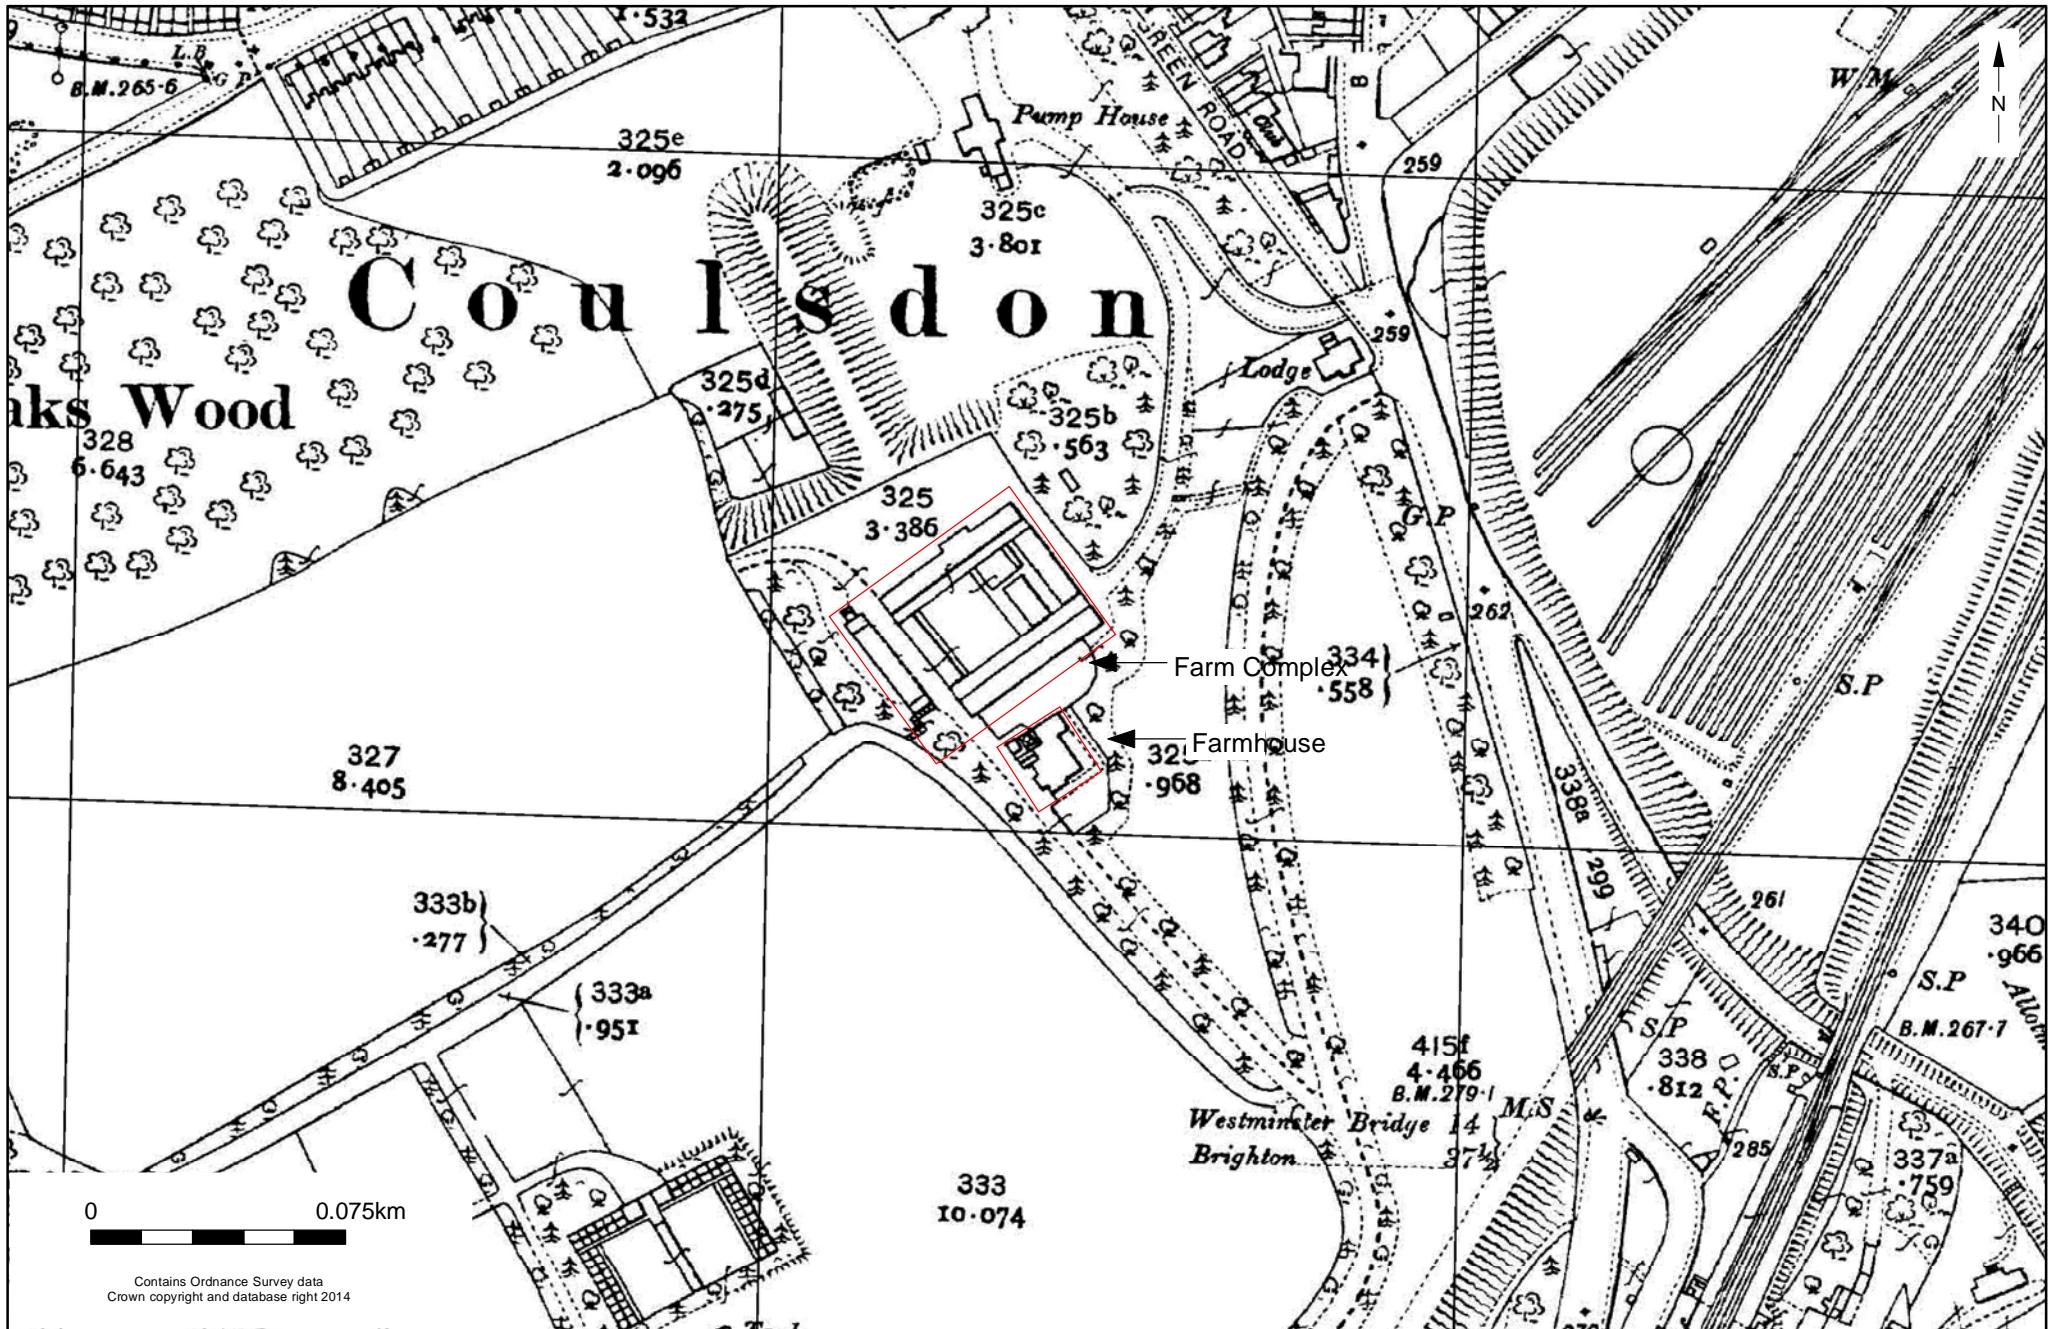 1·532
L.B
G.P
B.M.265·6
W.M.
N
GREEN ROAD
B
Club
Pump House
325e
2·096
259
325c
3·801
Coulsdon
259
Lodge
325d
·275
325b
·563
aks Wood
328
6·643
325
3·386
G.P
262
Farm Complex
334
·558
S.P
Farmhouse
·968
327
8·405
338a
299
261
340
·966
333b
·277
S.P
B.M.267·7
333a
·951
S.P
415f
4·466
B.M.279·1
338
·812
F.P.
S.P
M.S
Westminster Bridge 14
Brighton 37½
285
337a
·759
333
10·074
0 0.075km
Contains Ordnance Survey data
Crown copyright and database right 2014